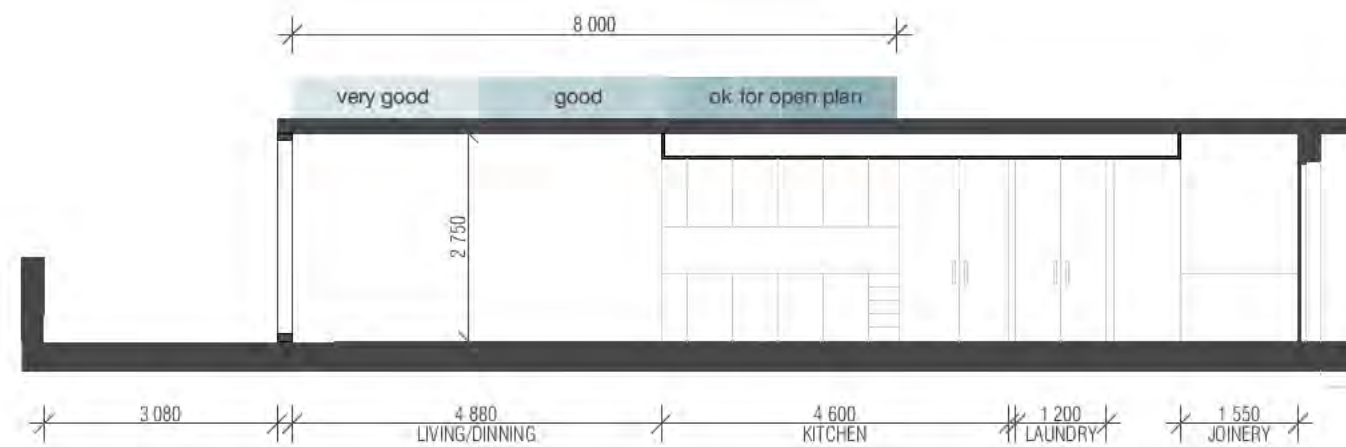 8 000
very good good ok for open plan
2 750
3 080 4 880 4 600 1 200 1 550
LIVING/DINNING KITCHEN LAUNDRY JOINERY